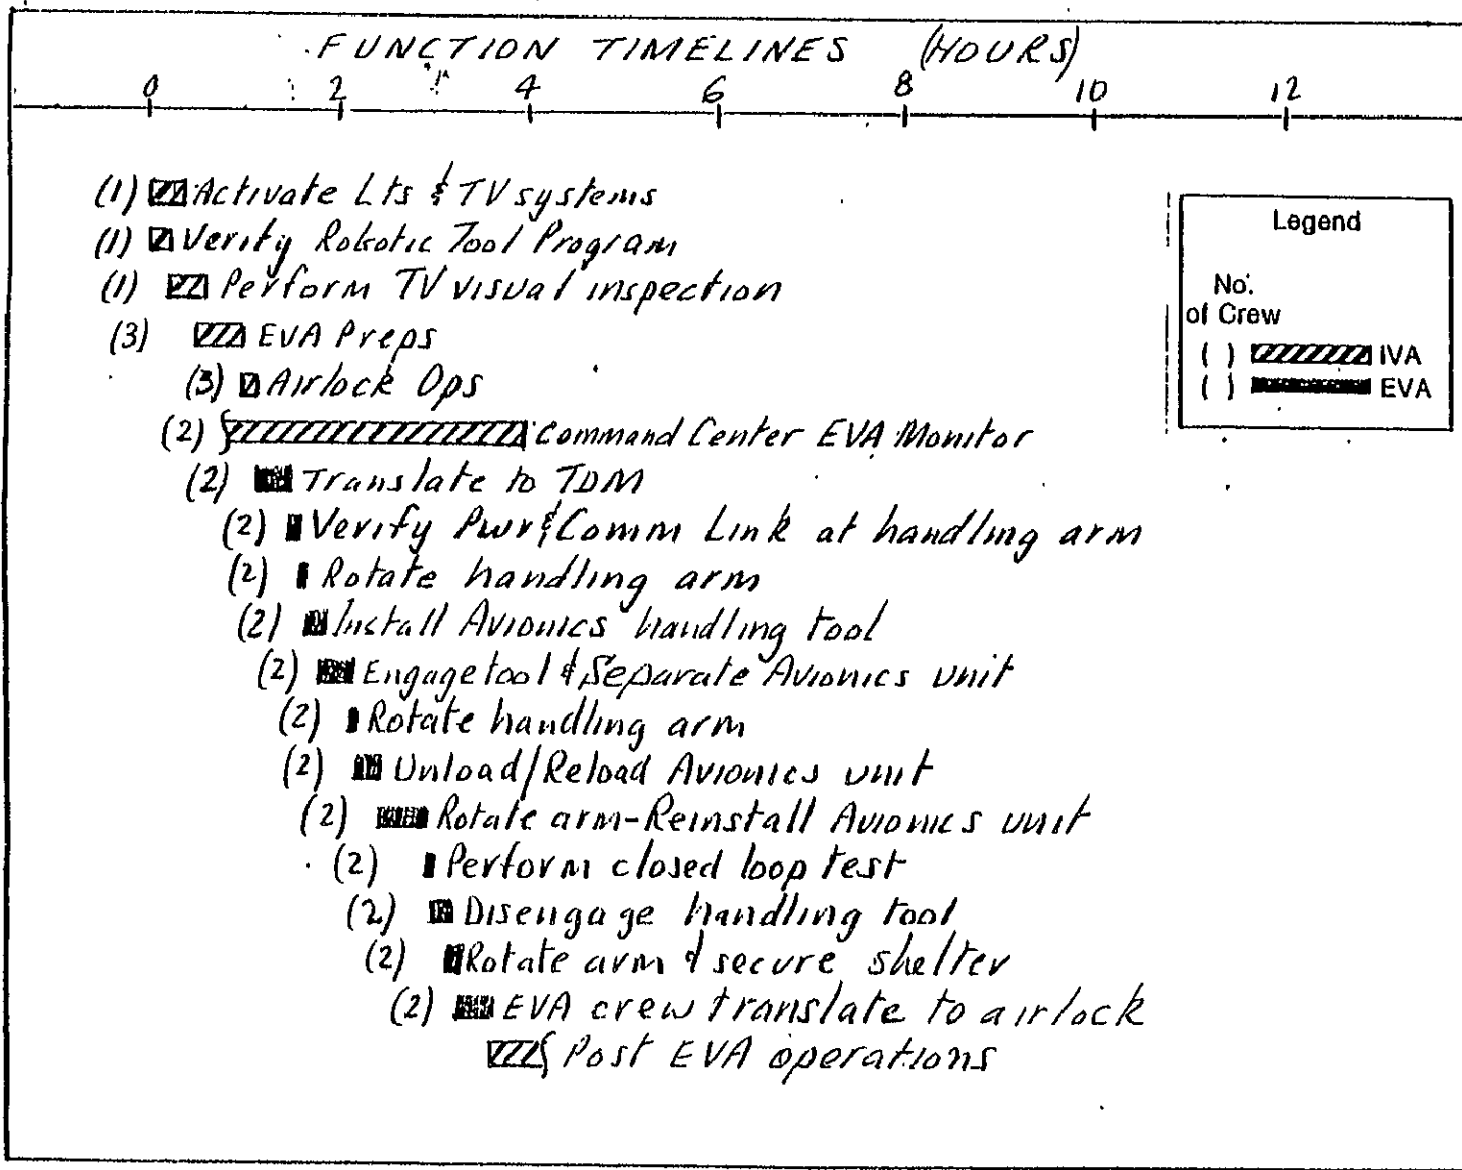 FUNCTION TIMELINES (HOURS)
0 2 4 6 8 10 12
(1) Activate Lts & TV systems
(1) Verify Robotic Tool Program
(1) Perform TV visual inspection
(3) EVA Preps
(3) Airlock Ops
(2) Command Center EVA Monitor
(2) Translate to TDM
(2) Verify Pwr & Comm Link at handling arm
(2) Rotate handling arm
(2) Install Avionics handling tool
(2) Engage tool & Separate Avionics unit
(2) Rotate handling arm
(2) Unload/Reload Avionics unit
(2) Rotate arm-Reinstall Avionics unit
(2) Perform closed loop test
(2) Disengage handling tool
(2) Rotate arm & secure shelter
(2) EVA crew translate to airlock
Post EVA operations
Legend
No.
of Crew
( ) IVA
( ) EVA